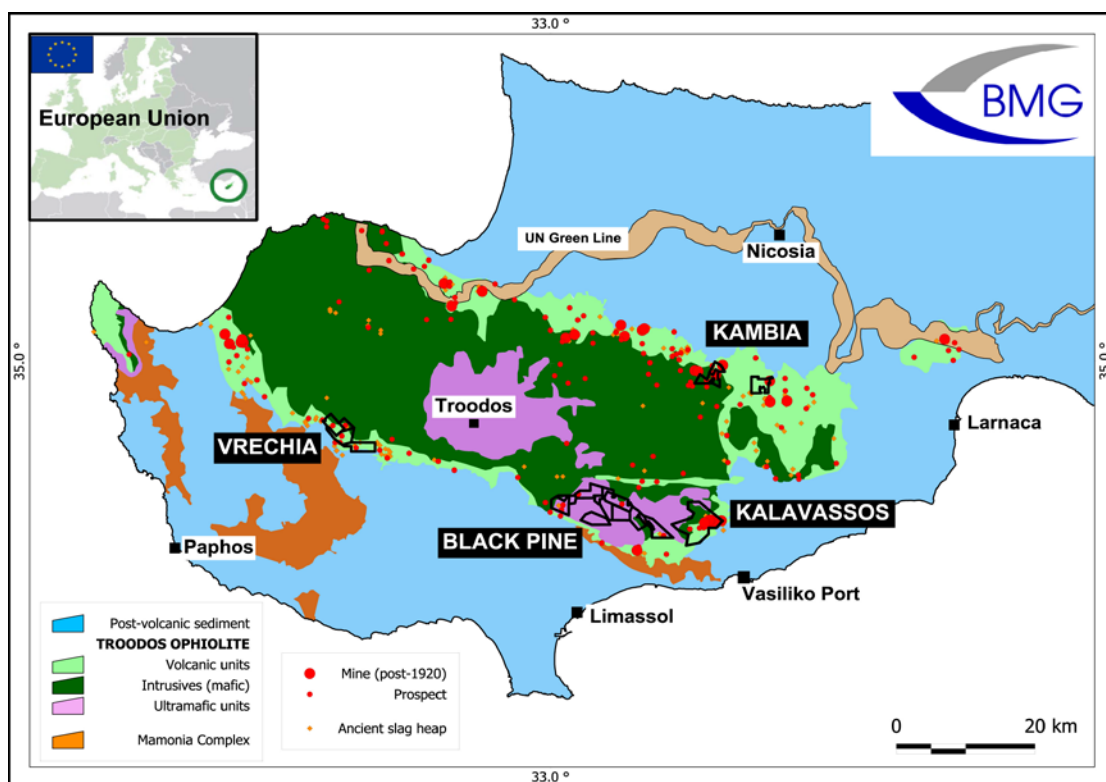 33.0 °
European Union
BMG
UN Green Line
Nicosia
KAMBIA
35.0 °
35.0 °
Troodos
Larnaca
VRECHIA
KALAVASSOS
BLACK PINE
Paphos
Vasiliko Port
Limassol
Post-volcanic sediment
TROODOS OPHIOLITE
Volcanic units
Intrusives (mafic)
Ultramafic units
Mamonia Complex
Mine (post-1920)
Prospect
Ancient slag heap
0 20 km
33.0 °